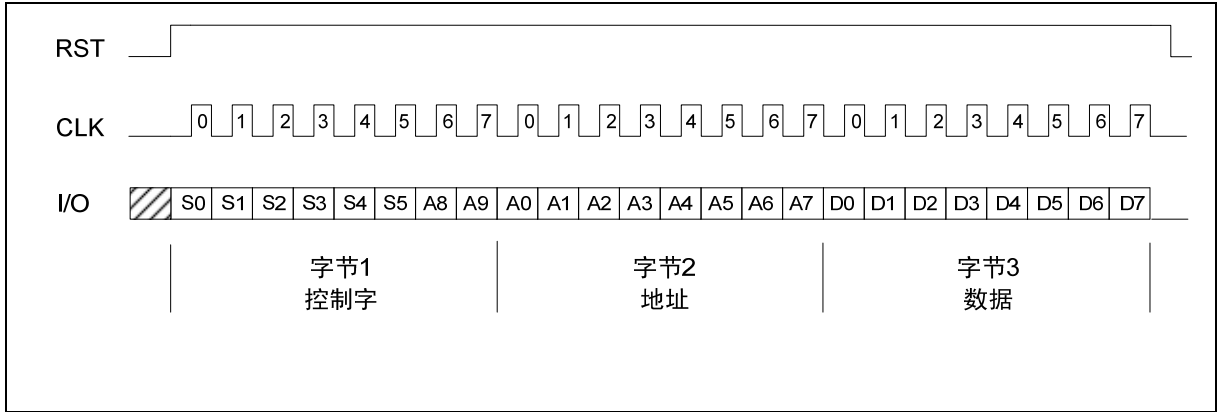 RST
CLK 0 1 2 3 4 5 6 7 0 1 2 3 4 5 6 7 0 1 2 3 4 5 6 7
I/O S0 S1 S2 S3 S4 S5 A8 A9 A0 A1 A2 A3 A4 A5 A6 A7 D0 D1 D2 D3 D4 D5 D6 D7
字节1 字节2 字节3
控制字 地址 数据